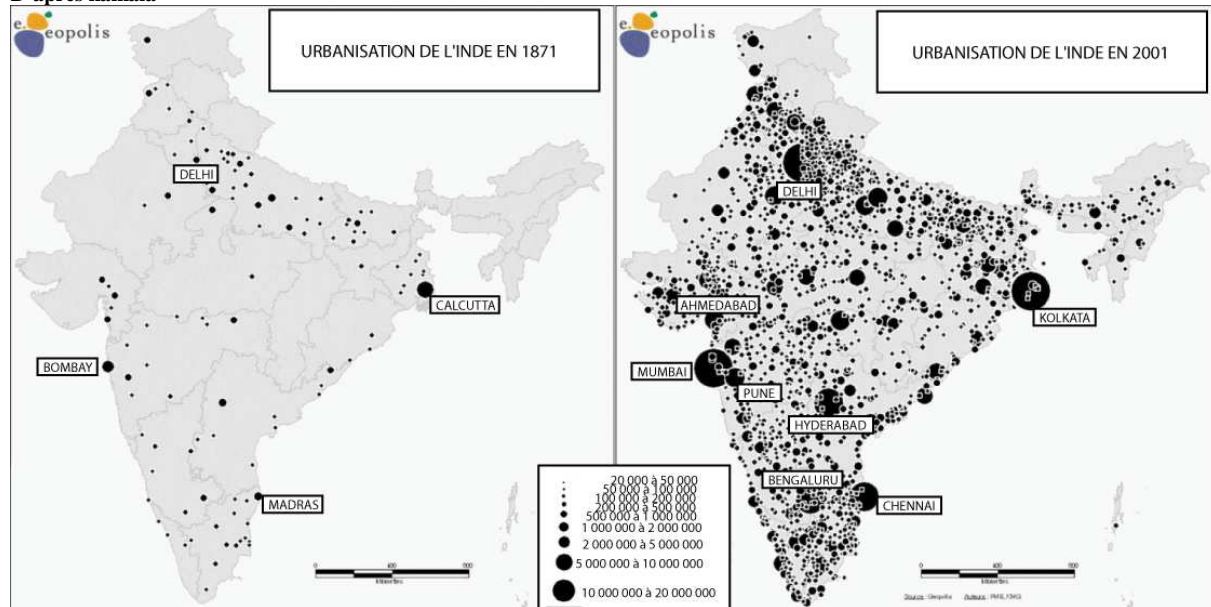 e.
eopolis
URBANISATION DE L'INDE EN 1871
DELHI
CALCUTTA
BOMBAY
MADRAS
e.
eopolis
URBANISATION DE L'INDE EN 2001
DELHI
AHMEDABAD
KOLKATA
MUMBAI
PUNE
HYDERABAD
BENGALURU
CHENNAI
20 000 à 50 000
50 000 à 100 000
100 000 à 200 000
200 000 à 500 000
500 000 à 1 000 000
1 000 000 à 2 000 000
2 000 000 à 5 000 000
5 000 000 à 10 000 000
10 000 000 à 20 000 000